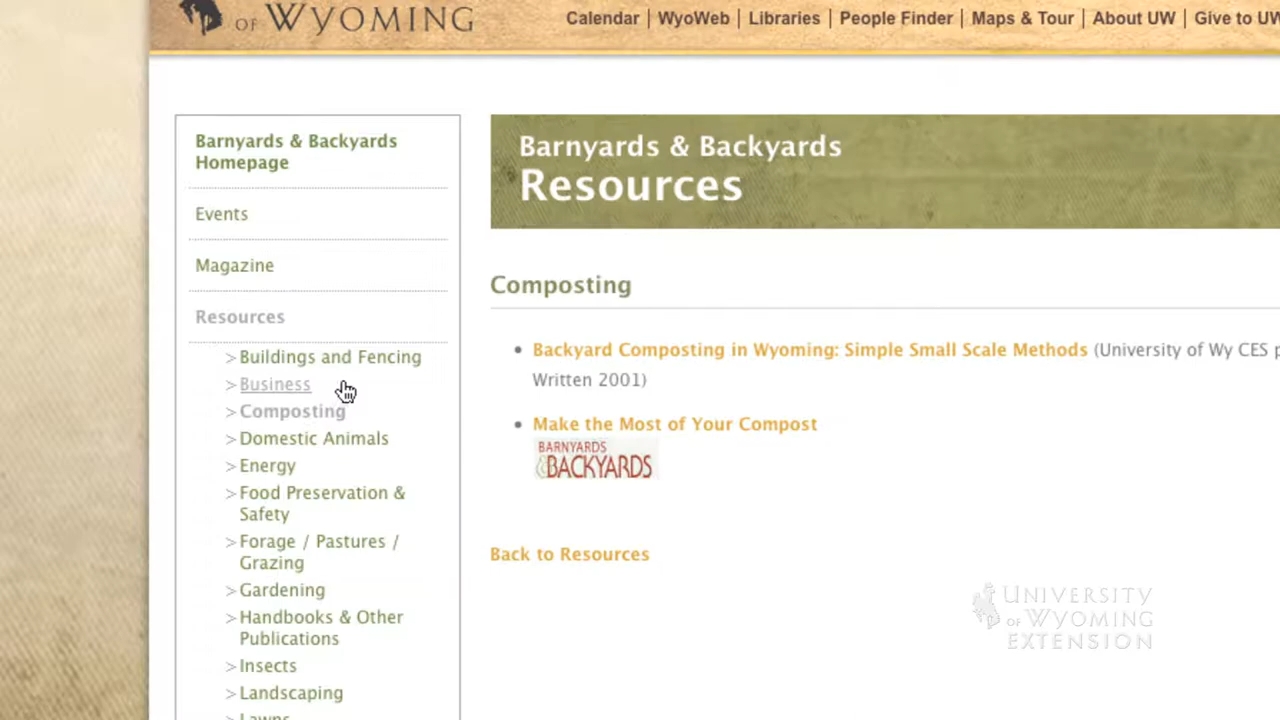 OF WYOMING
Calendar | WyoWeb | Libraries | People Finder | Maps & Tour | About UW | Give to UW
Barnyards & Backyards
Homepage
Events
Magazine
Resources
>Buildings and Fencing
>Business
>Composting
>Domestic Animals
>Energy
>Food Preservation &
Safety
>Forage / Pastures /
Grazing
>Gardening
>Handbooks & Other
Publications
>Insects
>Landscaping
Lawns
Barnyards & Backyards
Resources
Composting
• Backyard Composting in Wyoming: Simple Small Scale Methods (University of Wy CES p
Written 2001)
• Make the Most of Your Compost
BARNYARDS
& BACKYARDS
Back to Resources
UNIVERSITY
OF WYOMING
EXTENSION